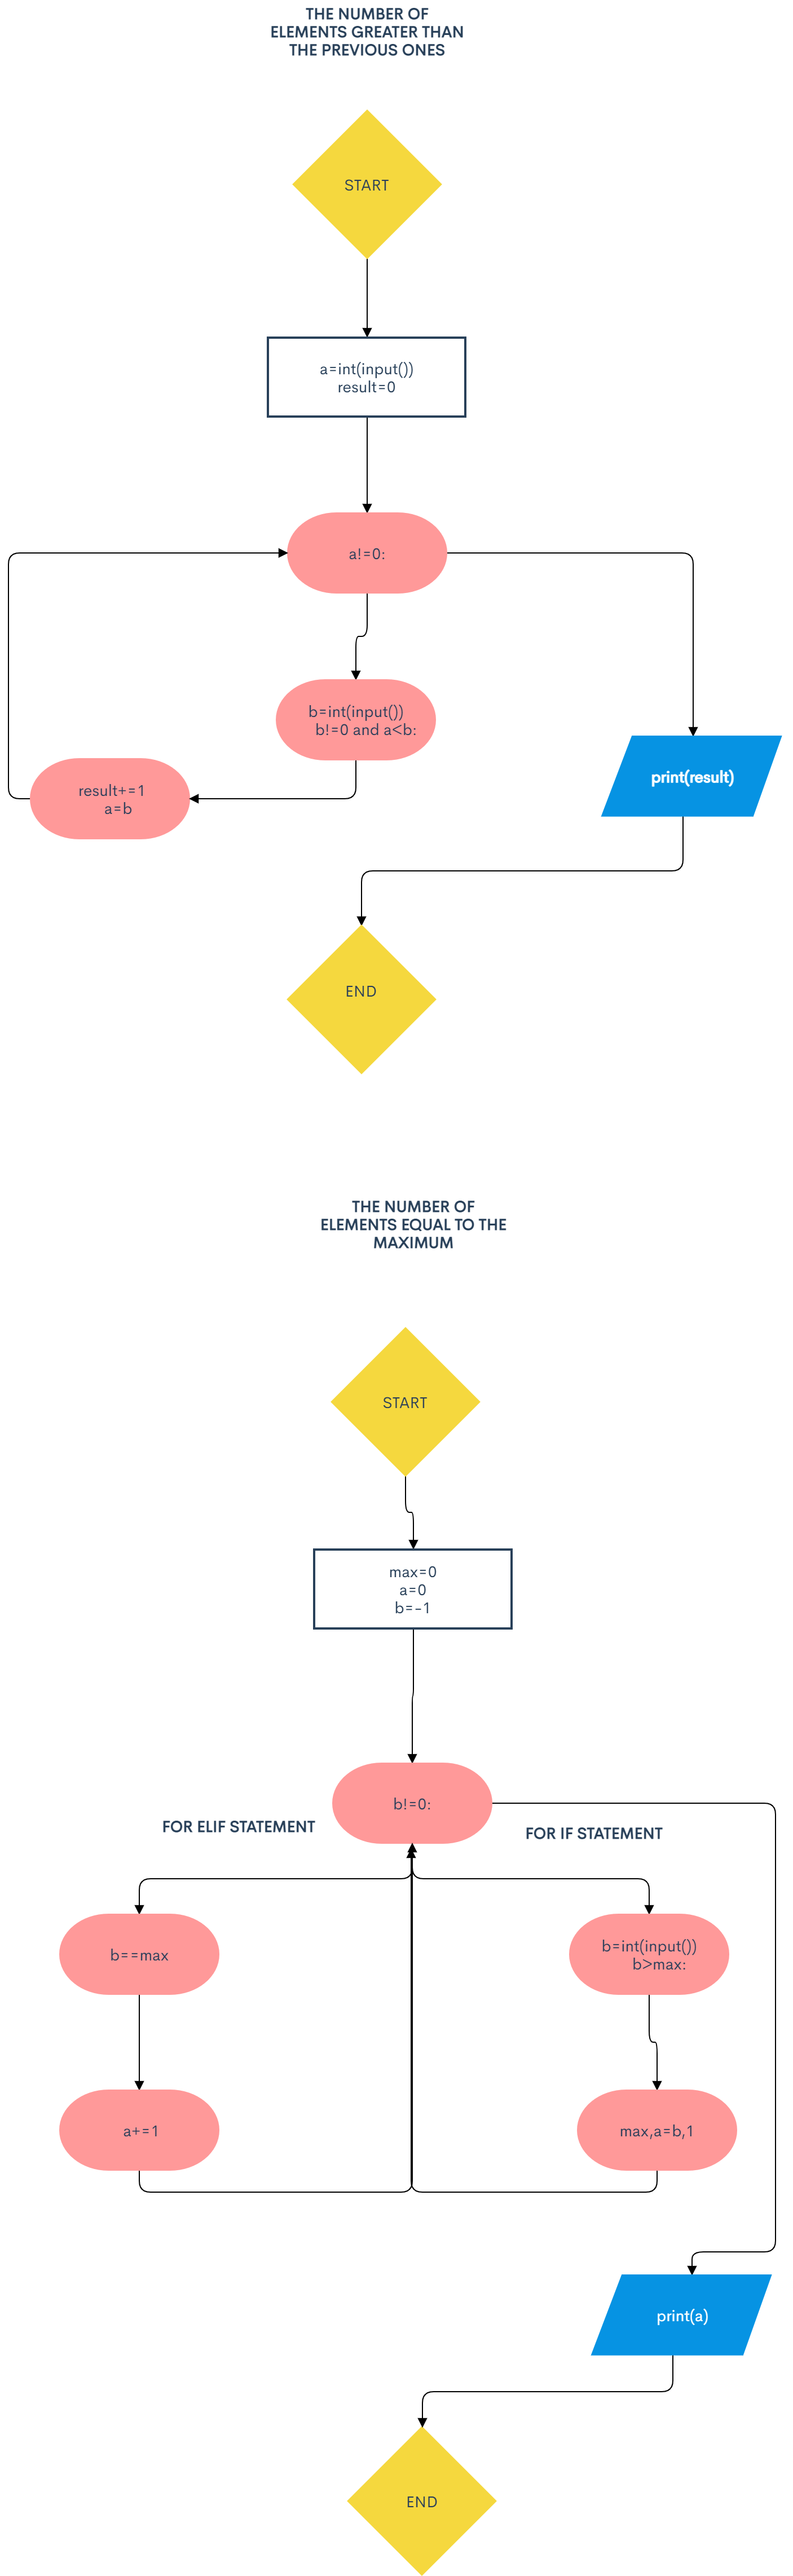 THE NUMBER OF
ELEMENTS GREATER THAN
THE PREVIOUS ONES
START
a=int(input())
result=0
a!=0:
b=int(input())
b!=0 and a<b:
result+=1
a=b
print(result)
END
THE NUMBER OF
ELEMENTS EQUAL TO THE
MAXIMUM
START
max=0
a=0
b=-1
b!=0:
FOR ELIF STATEMENT
FOR IF STATEMENT
b==max
b=int(input())
b>max:
a+=1
max,a=b,1
print(a)
END